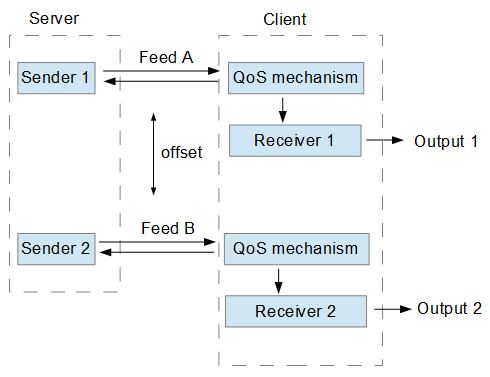 Server
Client
Feed A
Sender 1
QoS mechanism
Receiver 1
Output 1
offset
Feed B
Sender 2
QoS mechanism
Receiver 2
Output 2